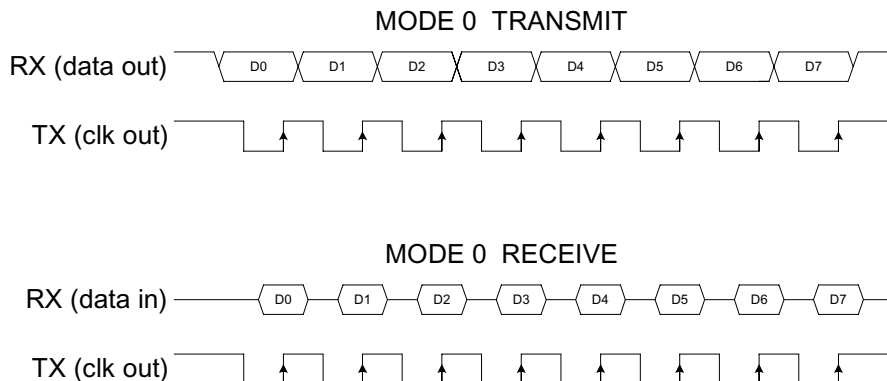 MODE 0 TRANSMIT
RX (data out) D0 D1 D2 D3 D4 D5 D6 D7
TX (clk out)
MODE 0 RECEIVE
RX (data in) D0 D1 D2 D3 D4 D5 D6 D7
TX (clk out)